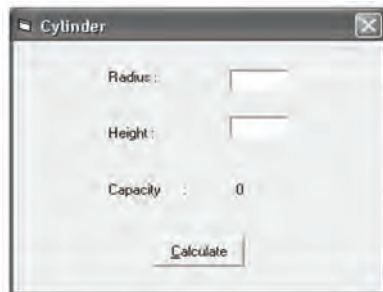 Cylinder
Radius :
Height :
Capacity : 0
Calculate